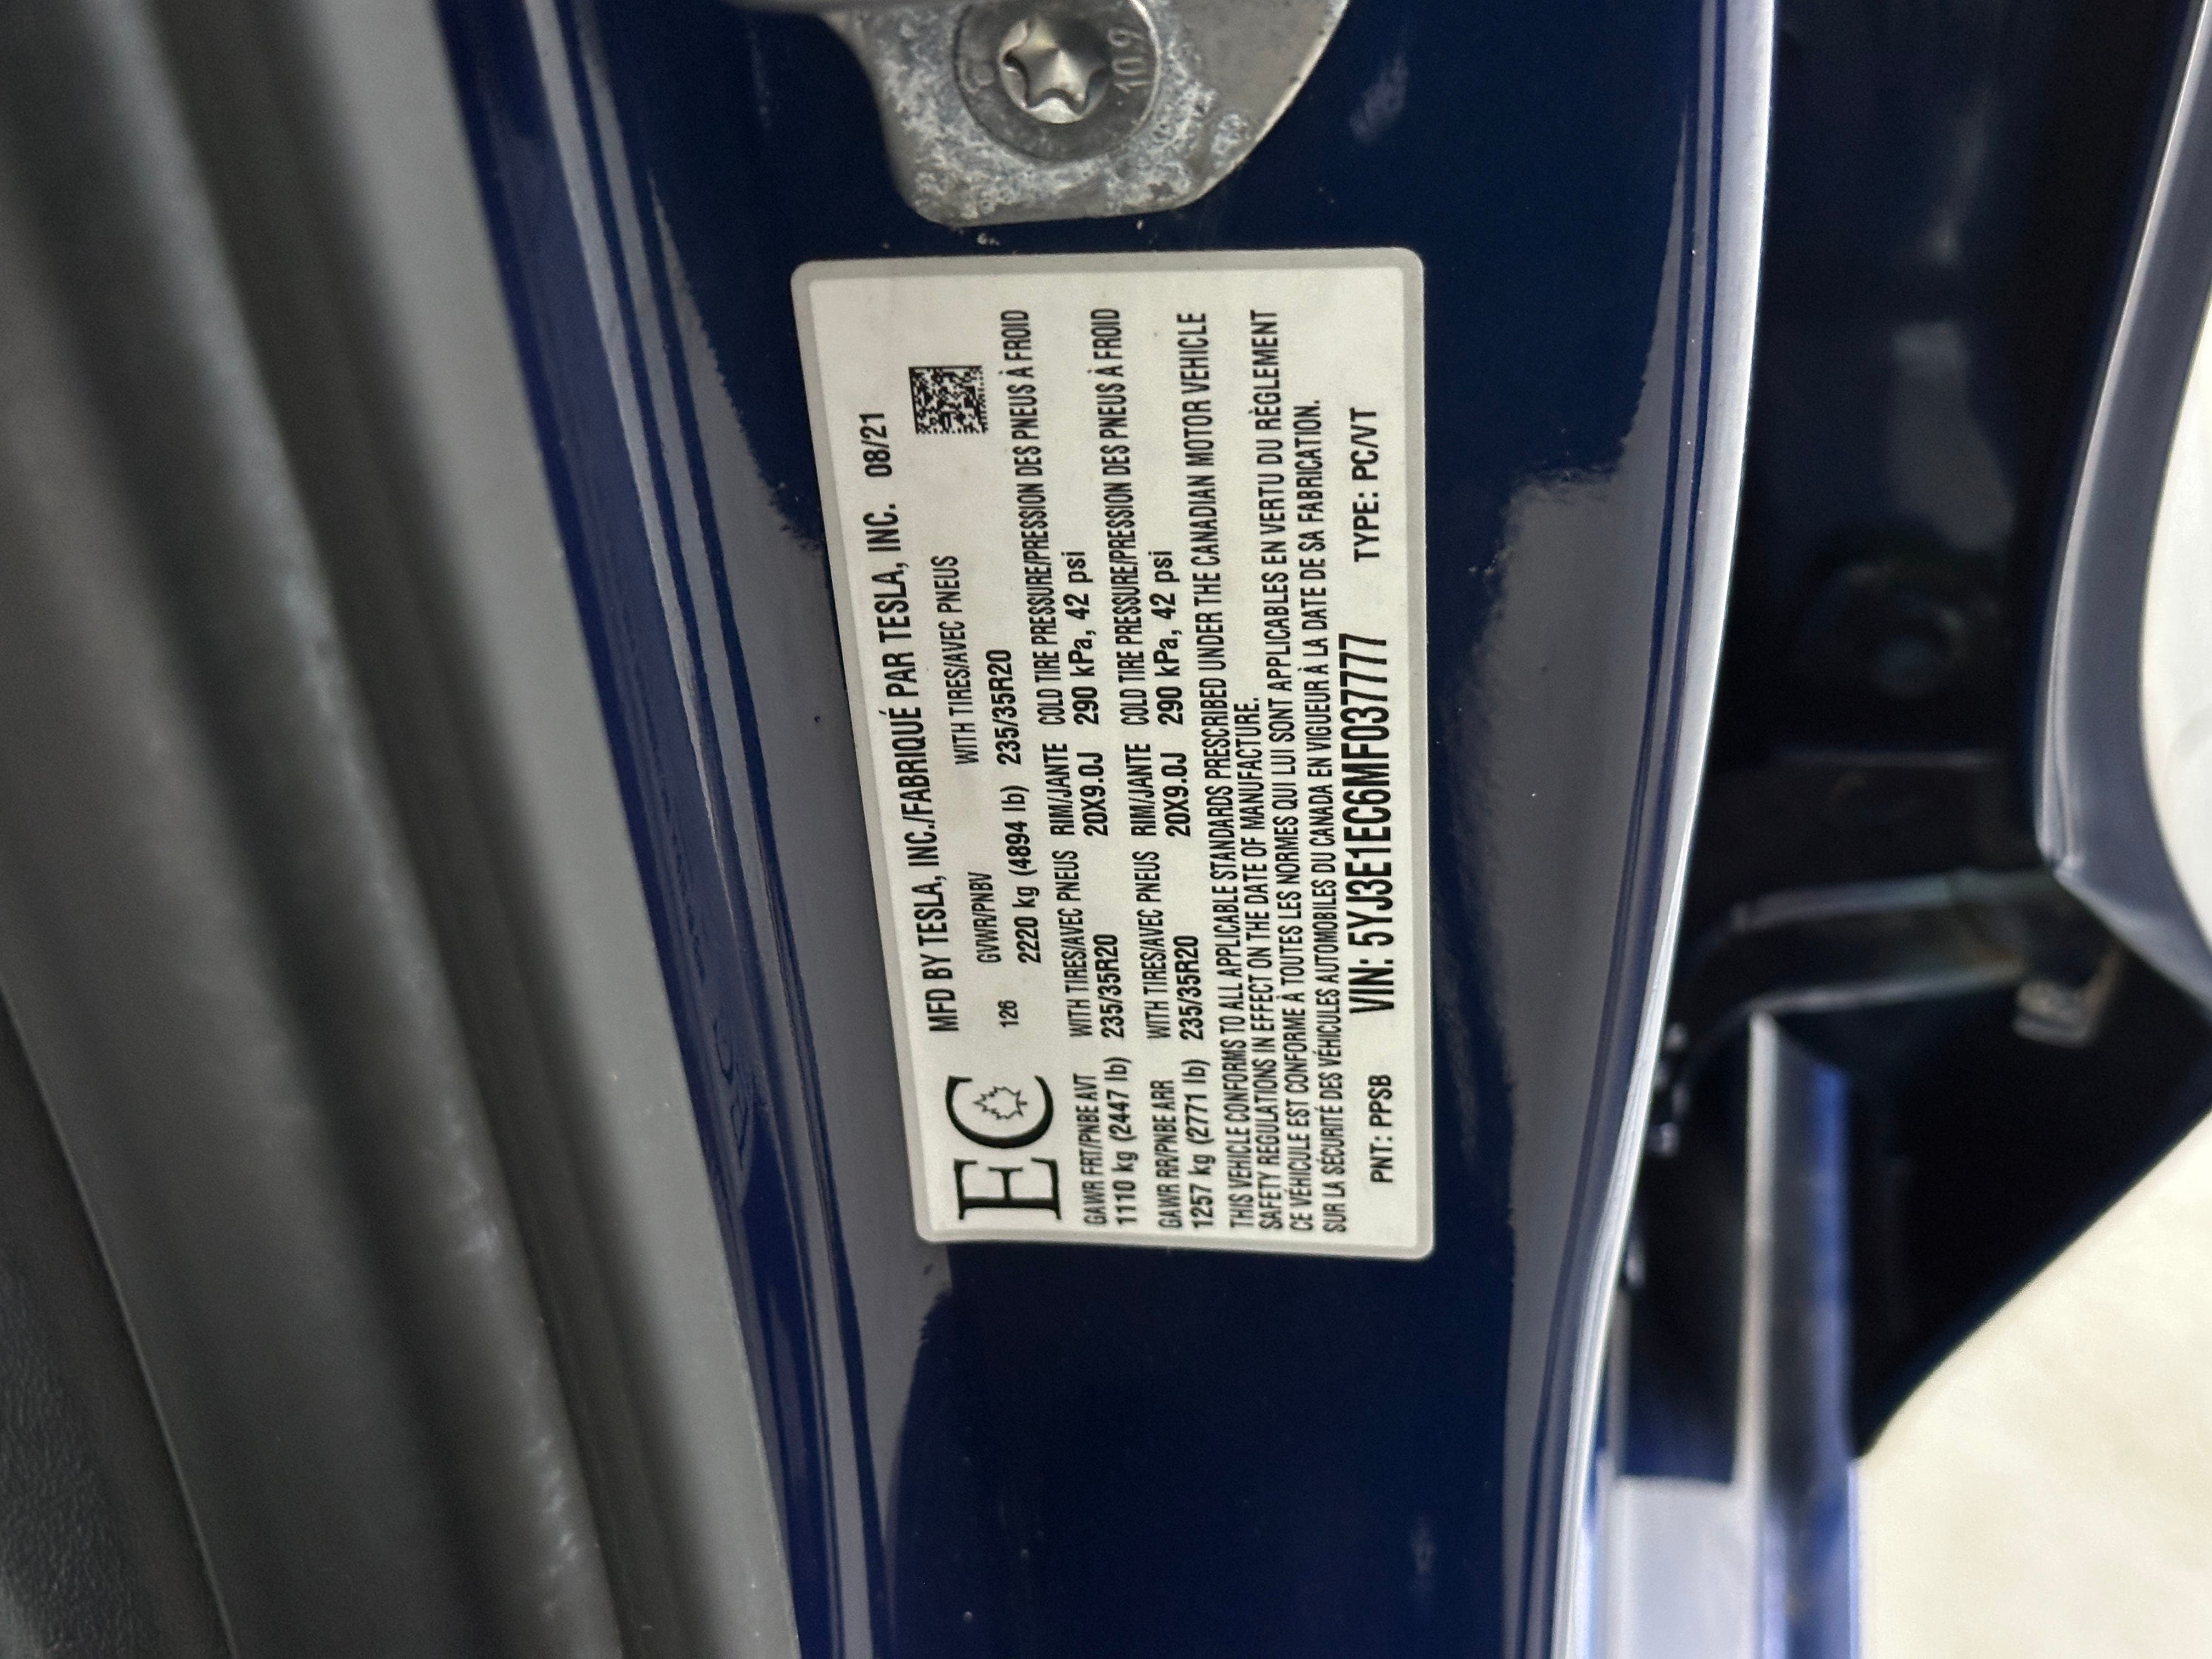 10.9
EC
MFD BY TESLA, INC./FABRIQUÉ PAR TESLA, INC. 08/21
126 GVWR/PNBV WITH TIRES/AVEC PNEUS
2220 kg (4894 lb) 235/35R20
GAWR FRT/PNBE AVT WITH TIRES/AVEC PNEUS RIM/JANTE COLD TIRE PRESSURE/PRESSION DES PNEUS À FROID
1110 kg (2447 lb) 235/35R20 20X9.0J 290 kPa, 42 psi
GAWR RR/PNBE ARR WITH TIRES/AVEC PNEUS RIM/JANTE COLD TIRE PRESSURE/PRESSION DES PNEUS À FROID
1257 kg (2771 lb) 235/35R20 20X9.0J 290 kPa, 42 psi
THIS VEHICLE CONFORMS TO ALL APPLICABLE STANDARDS PRESCRIBED UNDER THE CANADIAN MOTOR VEHICLE
SAFETY REGULATIONS IN EFFECT ON THE DATE OF MANUFACTURE.
CE VÉHICULE EST CONFORME À TOUTES LES NORMES QUI LUI SONT APPLICABLES EN VERTU DU RÈGLEMENT
SUR LA SÉCURITÉ DES VÉHICULES AUTOMOBILES DU CANADA EN VIGUEUR À LA DATE DE SA FABRICATION.
PNT: PPSB VIN: 5YJ3E1EC6MF037777 TYPE: PC/VT